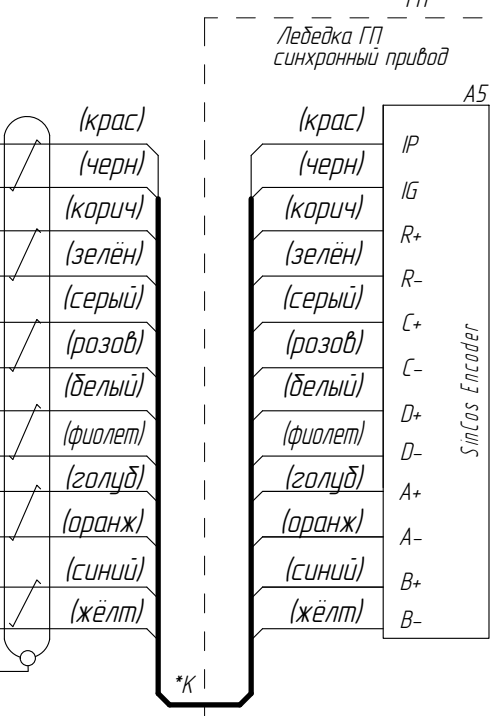 Лебедка ГП
синхронный привод
A5
(крас) (крас) IP
(черн) (черн) IG
(корич) (корич) R+
(зелён) (зелён) R-
(серый) (серый) C+
(розов) (розов) C-
(белый) (белый) D+
(фиолет) (фиолет) D-
(голуб) (голуб) A+
(оранж) (оранж) A-
(синий) (синий) B+
(жёлт) (жёлт) B-
SinCos Encoder
*К